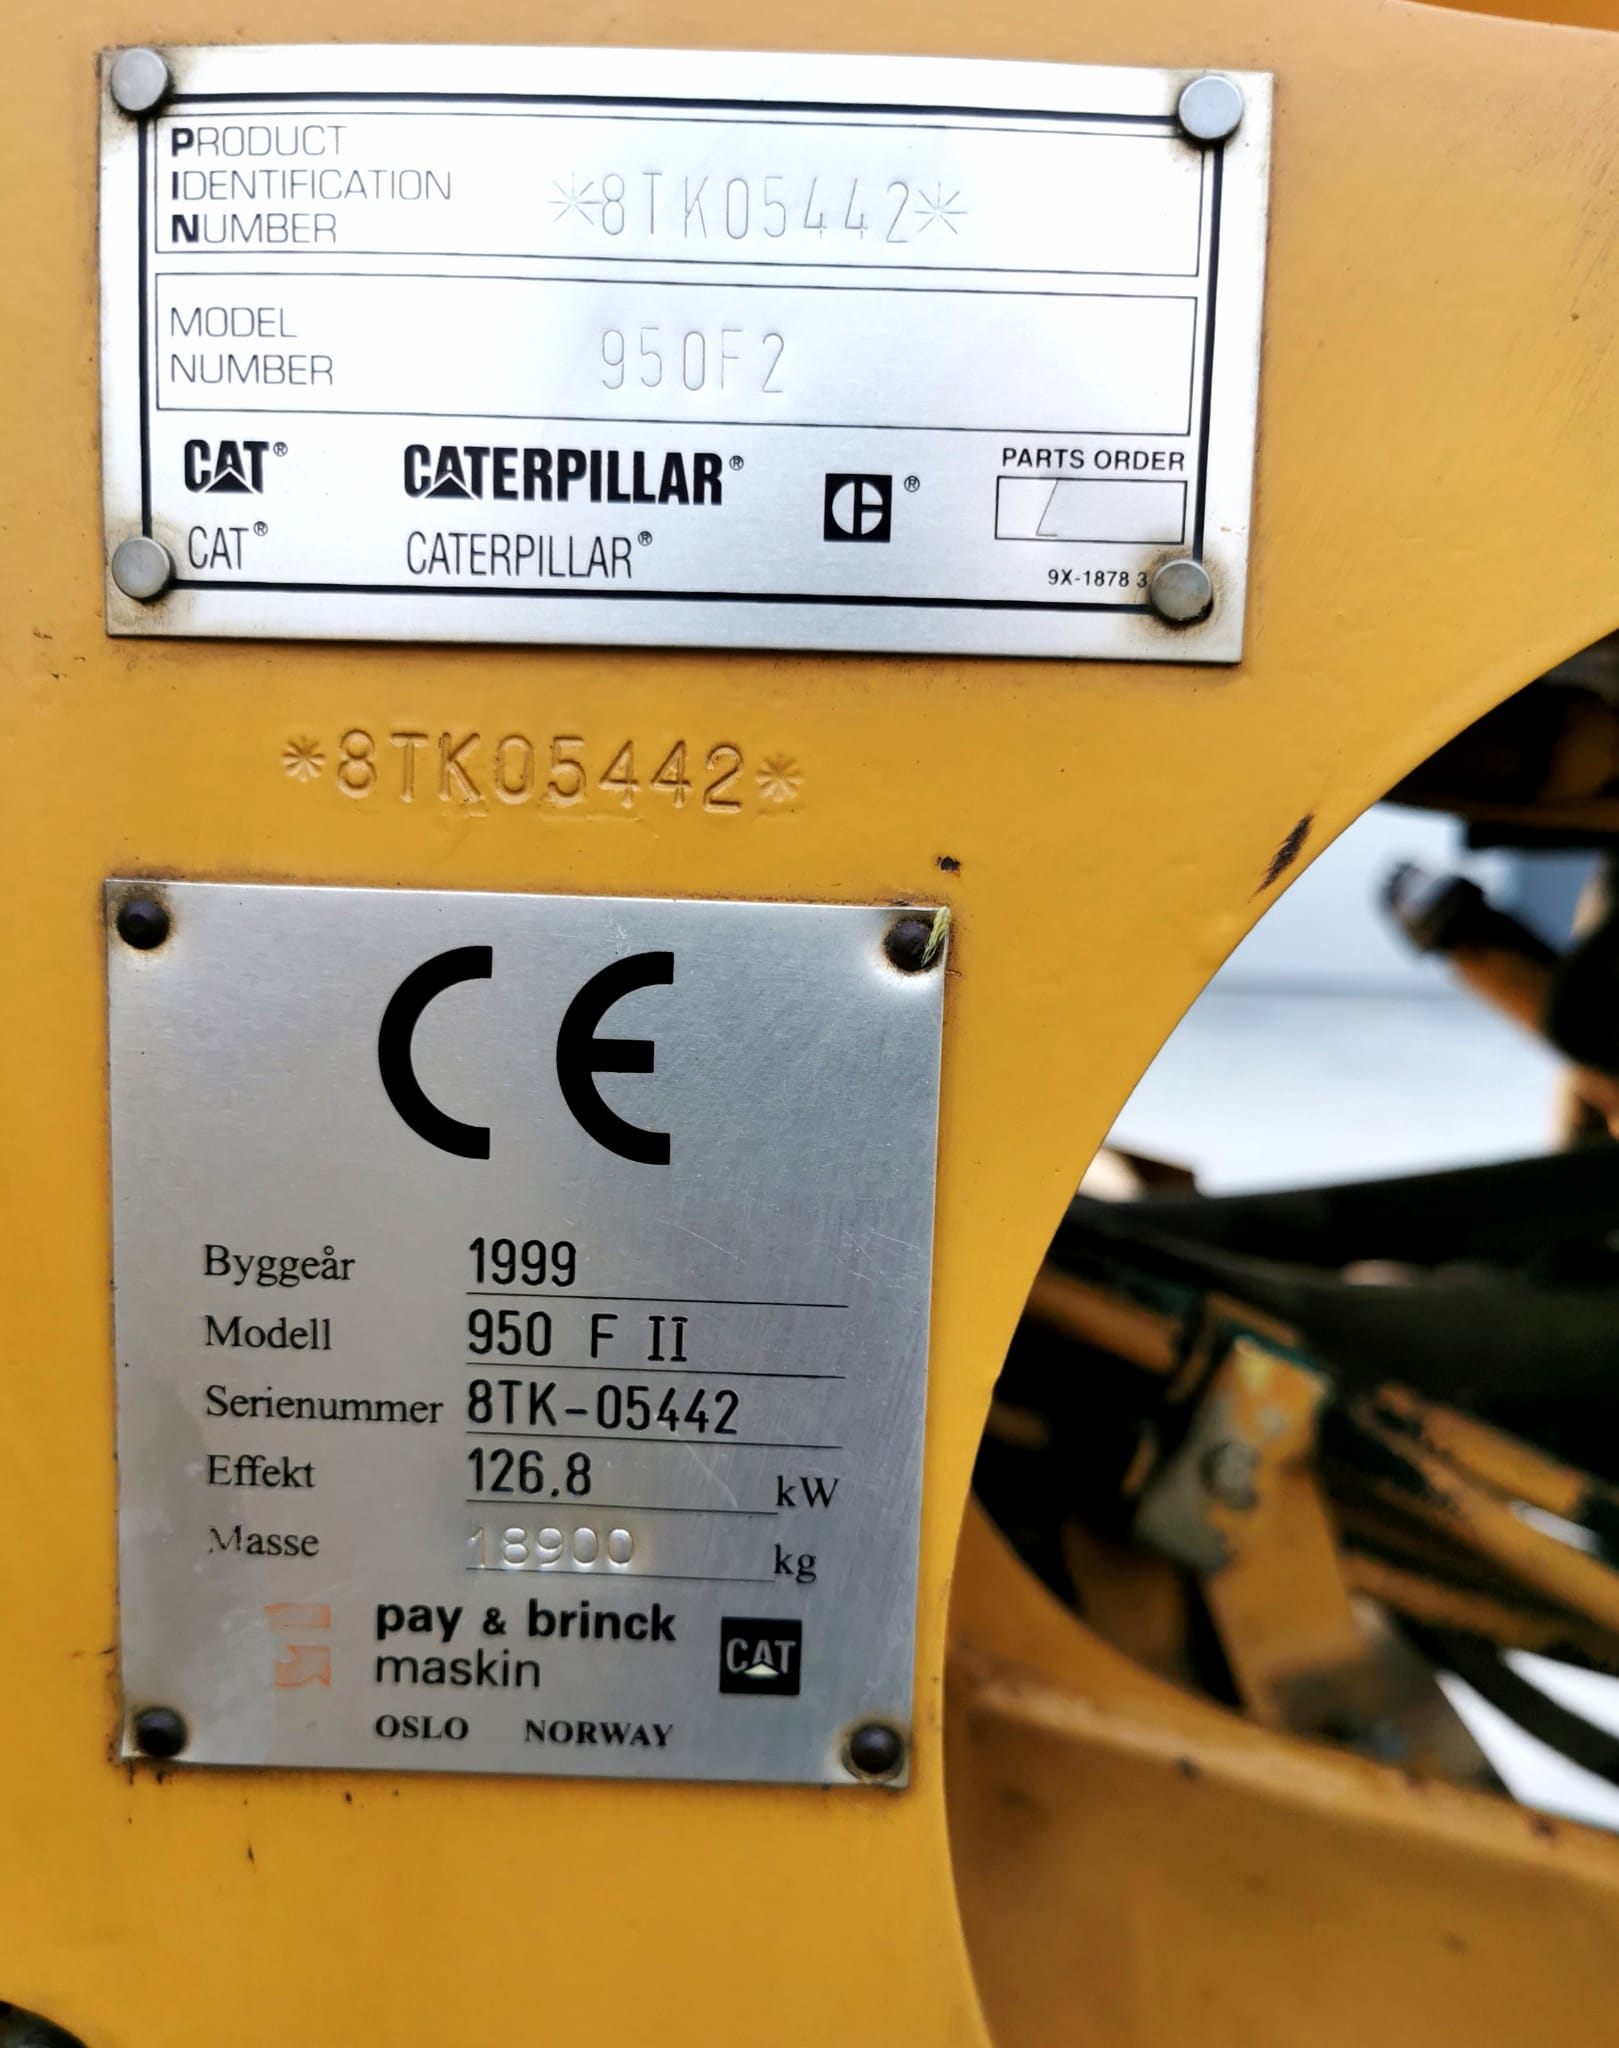 PRODUCT
IDENTIFICATION
NUMBER
*8TK05442*
MODEL
NUMBER
950F2
CAT® CATERPILLAR® ®
CAT® CATERPILLAR®
PARTS ORDER
9X-1878 3
*8TK05442*
CE
Byggeår 1999
Modell 950 F II
Serienummer 8TK-05442
Effekt 126.8 kW
Masse 18900 kg
pay & brinck
maskin
CAT
OSLO NORWAY